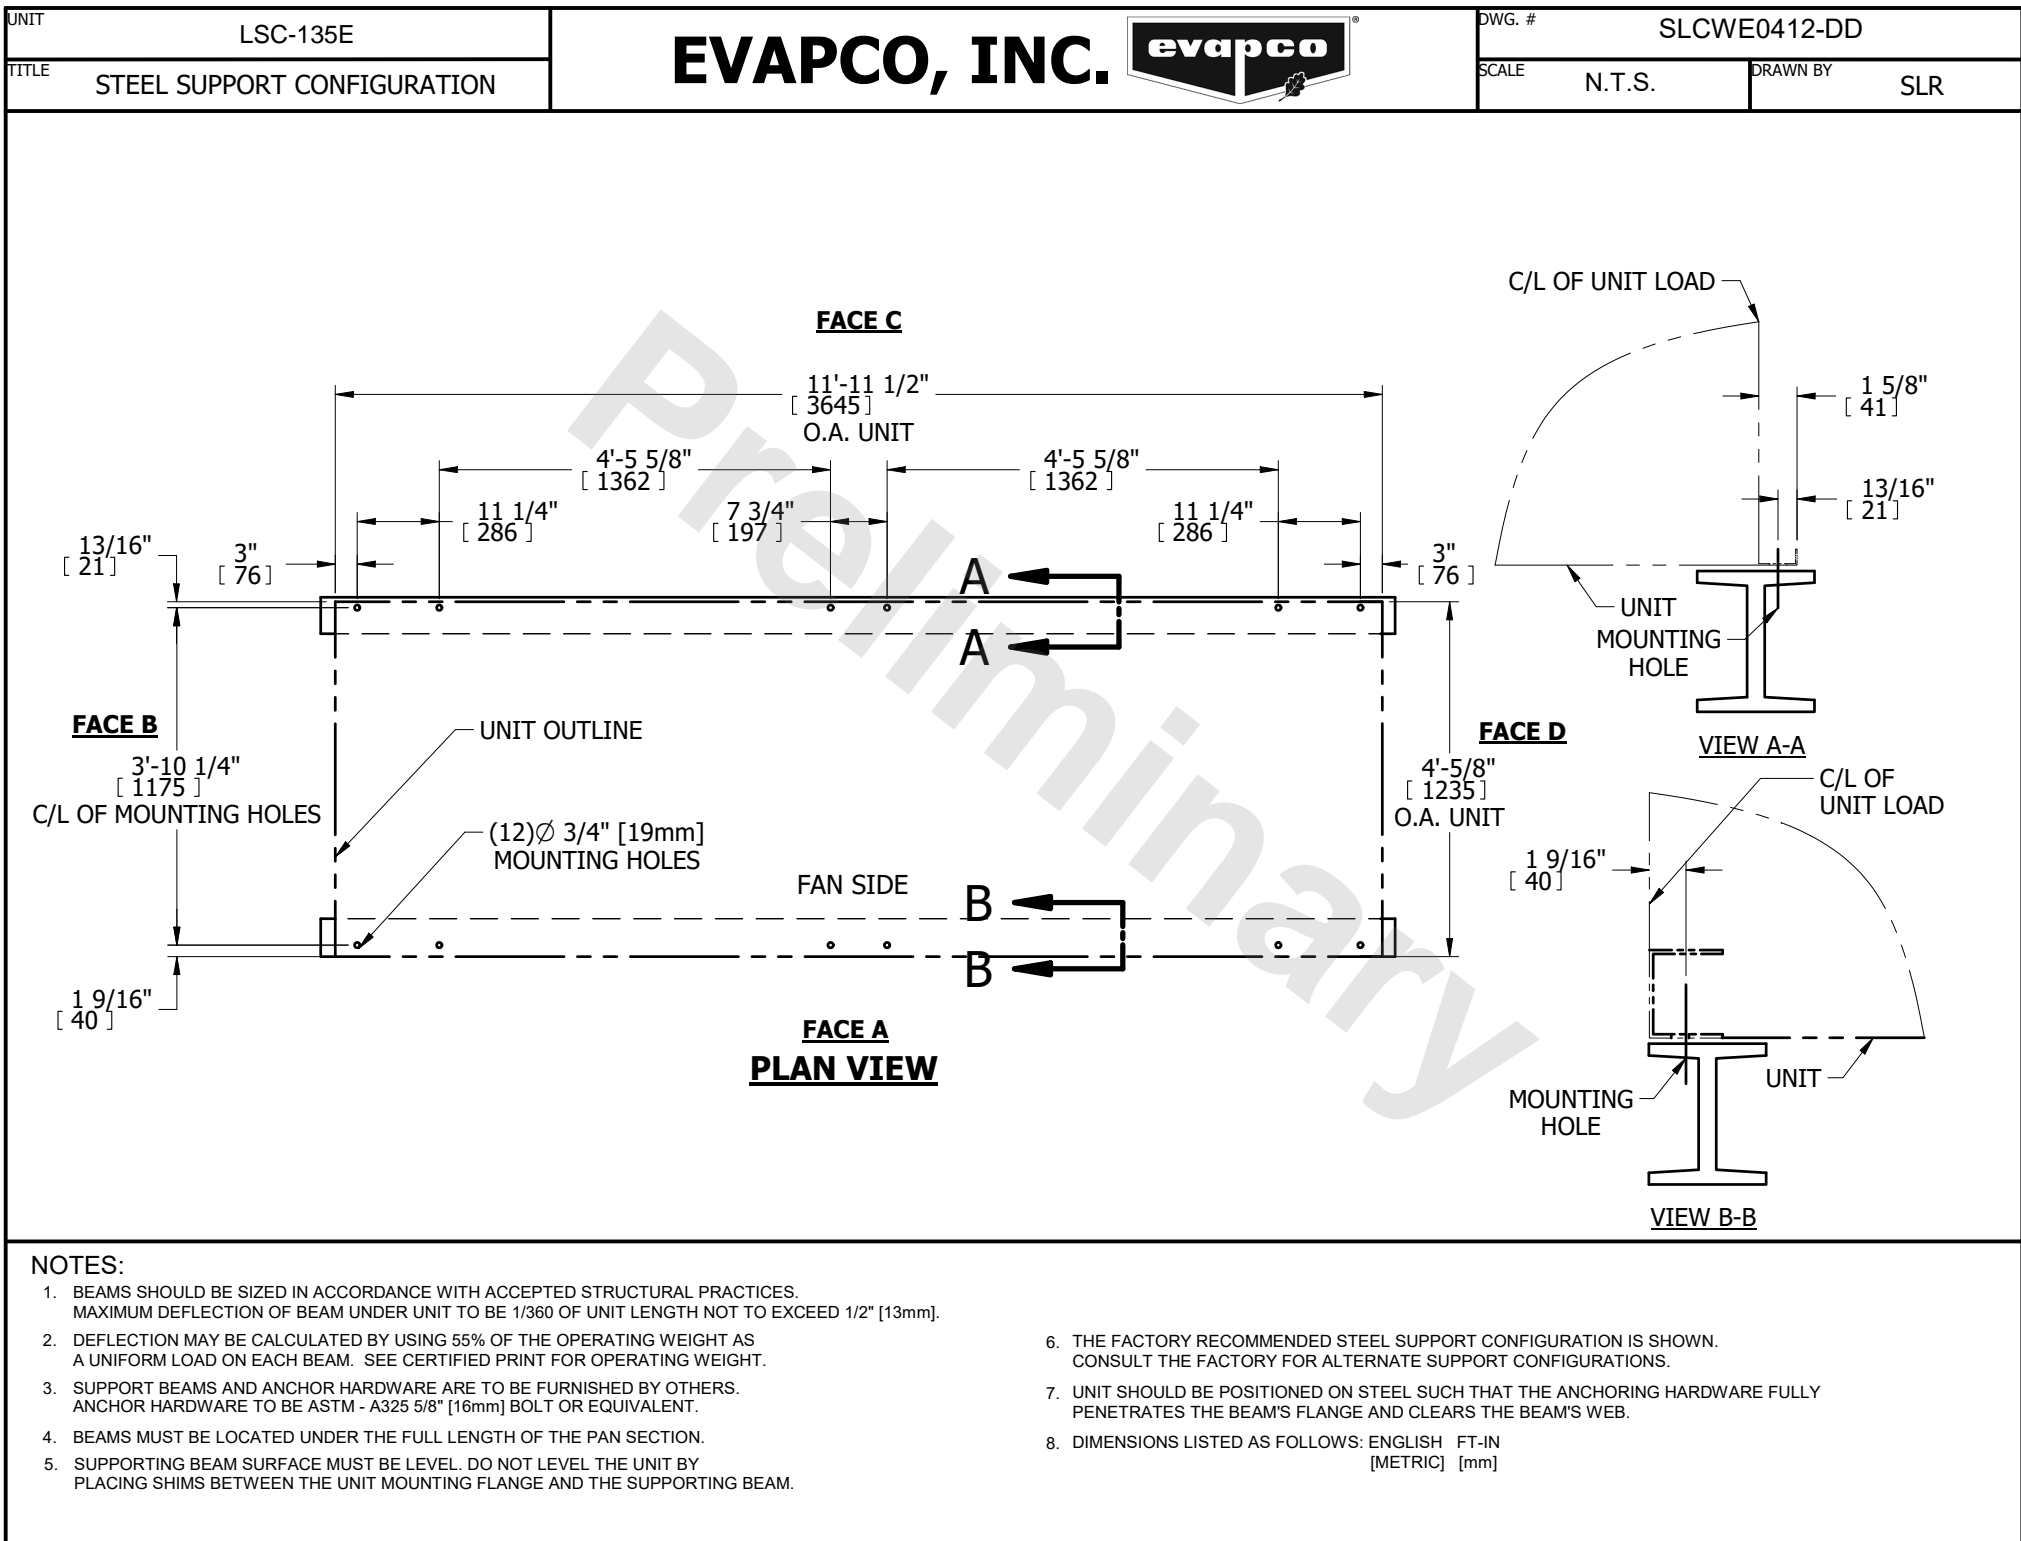 UNIT
LSC-135E
TITLE
STEEL SUPPORT CONFIGURATION
EVAPCO, INC.
evapco
®
DWG. #
SLCWE0412-DD
SCALE
N.T.S.
DRAWN BY
SLR
Preliminary
FACE C
11'-11 1/2"
[ 3645]
O.A. UNIT
4'-5 5/8"
[ 1362 ]
4'-5 5/8"
[ 1362 ]
11 1/4"
[ 286 ]
7 3/4"
[ 197 ]
11 1/4"
[ 286 ]
13/16"
[ 21]
3"
[ 76]
3"
[ 76 ]
A
A
FACE B
3'-10 1/4"
[ 1175 ]
C/L OF MOUNTING HOLES
UNIT OUTLINE
(12)∅ 3/4" [19mm]
MOUNTING HOLES
FAN SIDE
B
B
FACE D
4'-5/8"
[ 1235]
O.A. UNIT
1 9/16"
[ 40 ]
FACE A
PLAN VIEW
C/L OF UNIT LOAD
1 5/8"
[ 41]
13/16"
[ 21]
UNIT
MOUNTING
HOLE
VIEW A-A
C/L OF
UNIT LOAD
1 9/16"
[ 40]
UNIT
MOUNTING
HOLE
VIEW B-B
NOTES:
1. BEAMS SHOULD BE SIZED IN ACCORDANCE WITH ACCEPTED STRUCTURAL PRACTICES.
MAXIMUM DEFLECTION OF BEAM UNDER UNIT TO BE 1/360 OF UNIT LENGTH NOT TO EXCEED 1/2" [13mm].
2. DEFLECTION MAY BE CALCULATED BY USING 55% OF THE OPERATING WEIGHT AS
A UNIFORM LOAD ON EACH BEAM. SEE CERTIFIED PRINT FOR OPERATING WEIGHT.
3. SUPPORT BEAMS AND ANCHOR HARDWARE ARE TO BE FURNISHED BY OTHERS.
ANCHOR HARDWARE TO BE ASTM - A325 5/8" [16mm] BOLT OR EQUIVALENT.
4. BEAMS MUST BE LOCATED UNDER THE FULL LENGTH OF THE PAN SECTION.
5. SUPPORTING BEAM SURFACE MUST BE LEVEL. DO NOT LEVEL THE UNIT BY
PLACING SHIMS BETWEEN THE UNIT MOUNTING FLANGE AND THE SUPPORTING BEAM.
6. THE FACTORY RECOMMENDED STEEL SUPPORT CONFIGURATION IS SHOWN.
CONSULT THE FACTORY FOR ALTERNATE SUPPORT CONFIGURATIONS.
7. UNIT SHOULD BE POSITIONED ON STEEL SUCH THAT THE ANCHORING HARDWARE FULLY
PENETRATES THE BEAM'S FLANGE AND CLEARS THE BEAM'S WEB.
8. DIMENSIONS LISTED AS FOLLOWS: ENGLISH FT-IN
[METRIC] [mm]